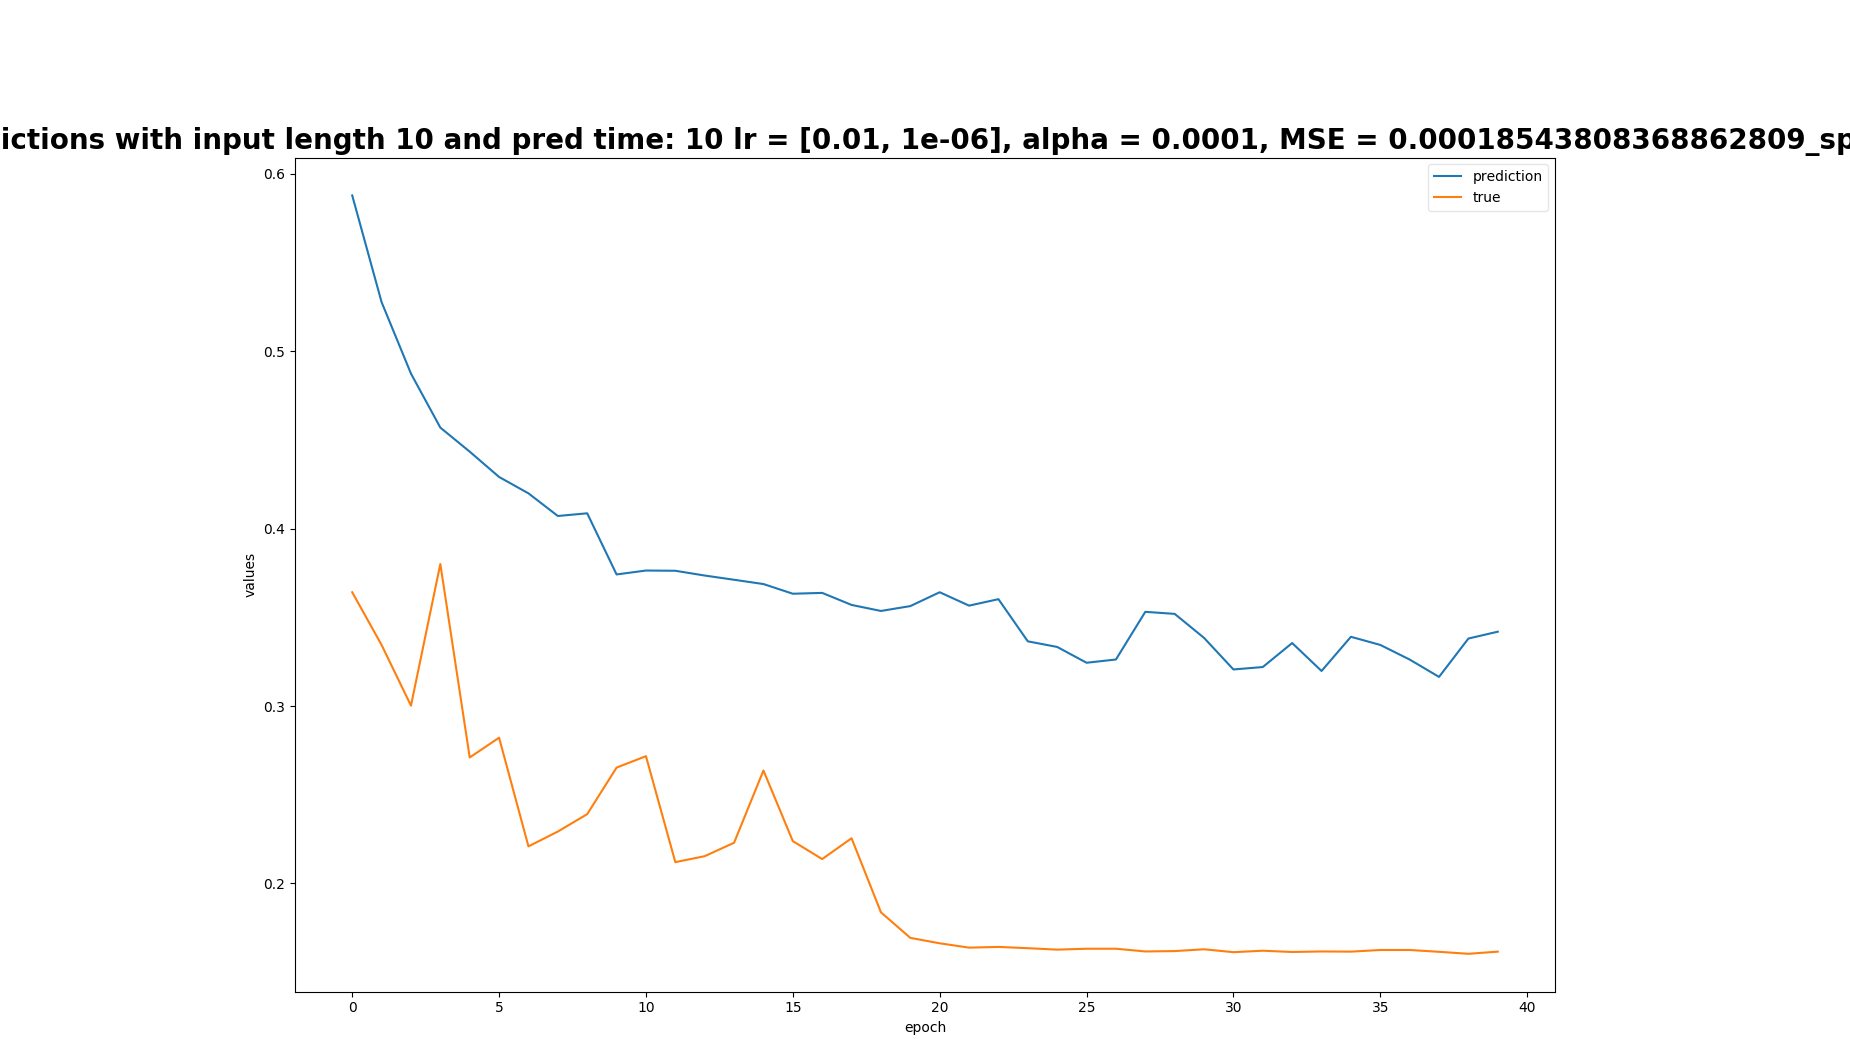 ictions with input length 10 and pred time: 10 lr = [0.01, 1e-06], alpha = 0.0001, MSE = 0.00018543808368862809_sp
prediction
true
0.6
0.5
0.4
0.3
0.2
values
0 5 10 15 20 25 30 35 40
epoch